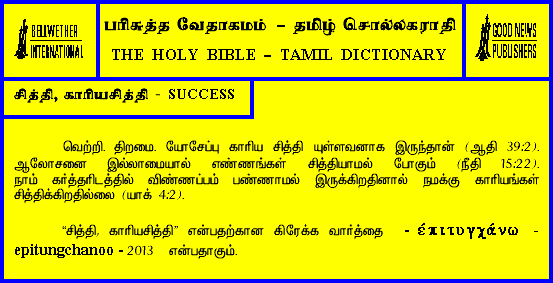 BELLWETHER
INTERNATIONAL
பரிசுத்த வேதாகமம் – தமிழ் சொல்லகராதி
THE HOLY BIBLE – TAMIL DICTIONARY
GOOD NEWS
PUBLISHERS
சித்தி, காரியசித்தி - SUCCESS
வெற்றி. திறமை. யோசேப்பு காரிய சித்தி யுள்ளவனாக இருந்தான் (ஆதி 39:2).
ஆலோசனை இல்லாமையால் எண்ணங்கள் சித்தியாமல் போகும் (நீதி 15:22).
நாம் கர்த்தரிடத்தில் விண்ணப்பம் பண்ணாமல் இருக்கிறதினால் நமக்கு காரியங்கள்
சித்திக்கிறதில்லை (யாக் 4:2).
“சித்தி, காரியசித்தி” என்பதற்கான கிரேக்க வார்த்தை - ἐπιτυγχάνω -
epitungchanoo - 2013 என்பதாகும்.